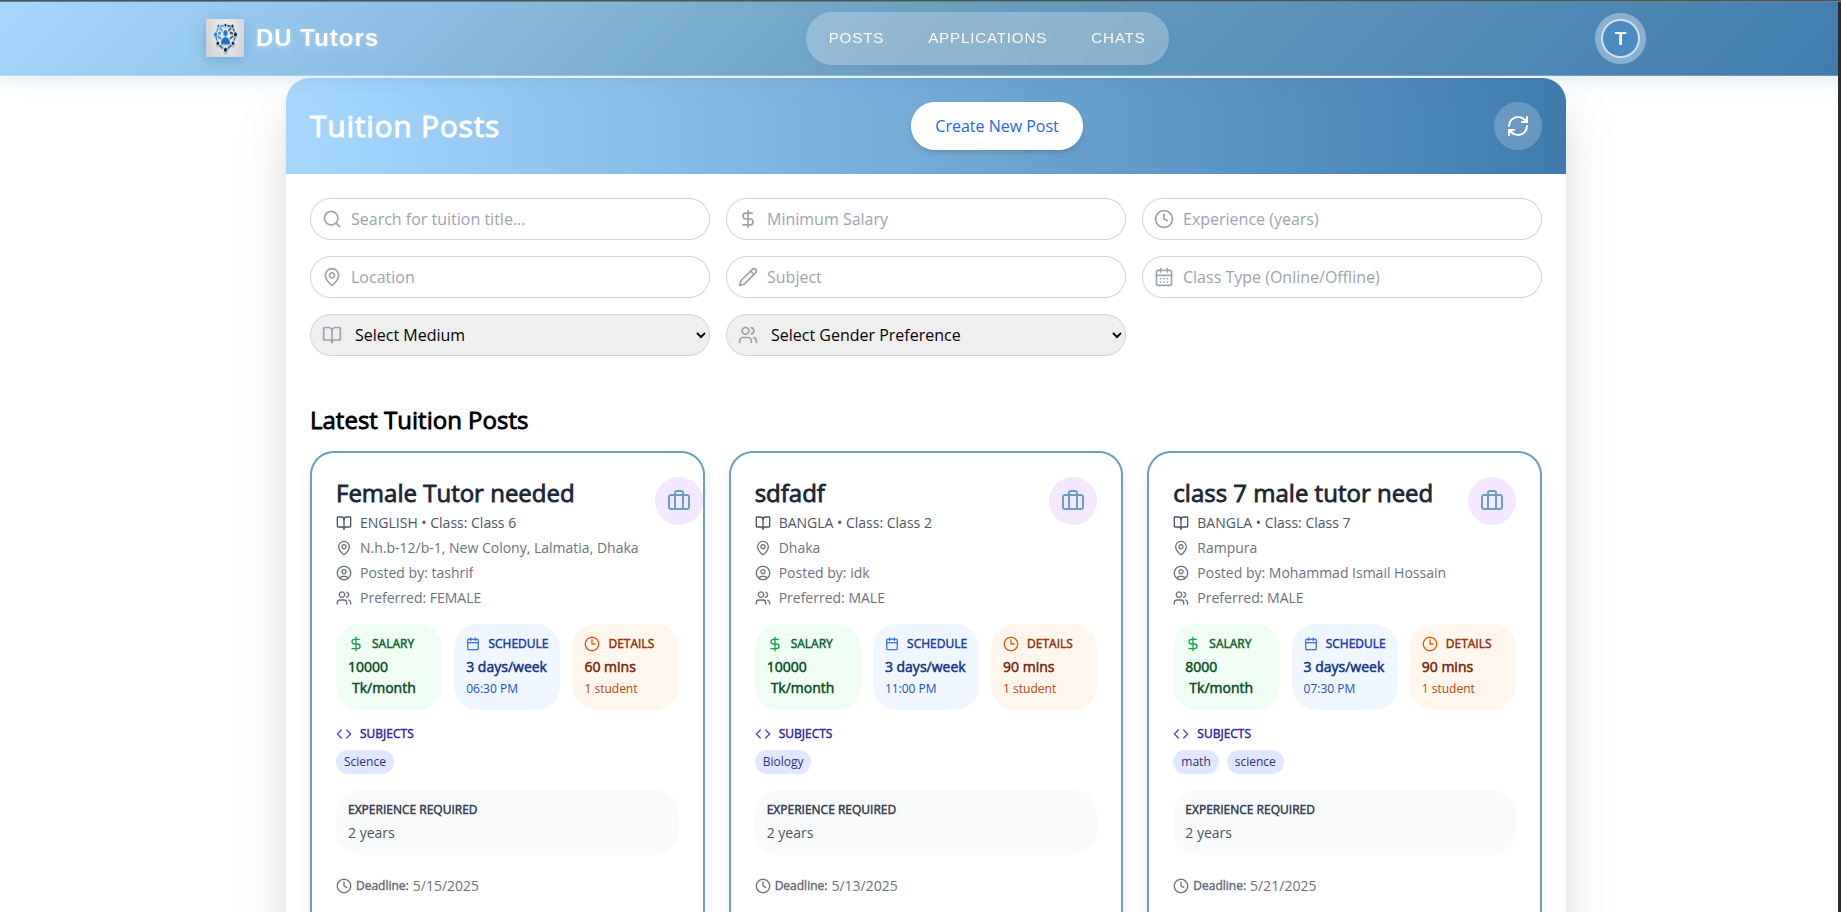 DU Tutors
POSTS
APPLICATIONS
CHATS
T
Tuition Posts
Create New Post
Search for tuition title...
Minimum Salary
Experience (years)
Location
Subject
Class Type (Online/Offline)
Select Medium
Select Gender Preference
Latest Tuition Posts
Female Tutor needed
ENGLISH • Class: Class 6
N.h.b-12/b-1, New Colony, Lalmatia, Dhaka
Posted by: tashrif
Preferred: FEMALE
$ SALARY
10000
Tk/month
SCHEDULE
3 days/week
06:30 PM
DETAILS
60 mins
1 student
<> SUBJECTS
Science
EXPERIENCE REQUIRED
2 years
Deadline: 5/15/2025
sdfadf
BANGLA • Class: Class 2
Dhaka
Posted by: idk
Preferred: MALE
$ SALARY
10000
Tk/month
SCHEDULE
3 days/week
11:00 PM
DETAILS
90 mins
1 student
<> SUBJECTS
Biology
EXPERIENCE REQUIRED
2 years
Deadline: 5/13/2025
class 7 male tutor need
BANGLA • Class: Class 7
Rampura
Posted by: Mohammad Ismail Hossain
Preferred: MALE
$ SALARY
8000
Tk/month
SCHEDULE
3 days/week
07:30 PM
DETAILS
90 mins
1 student
<> SUBJECTS
math science
EXPERIENCE REQUIRED
2 years
Deadline: 5/21/2025